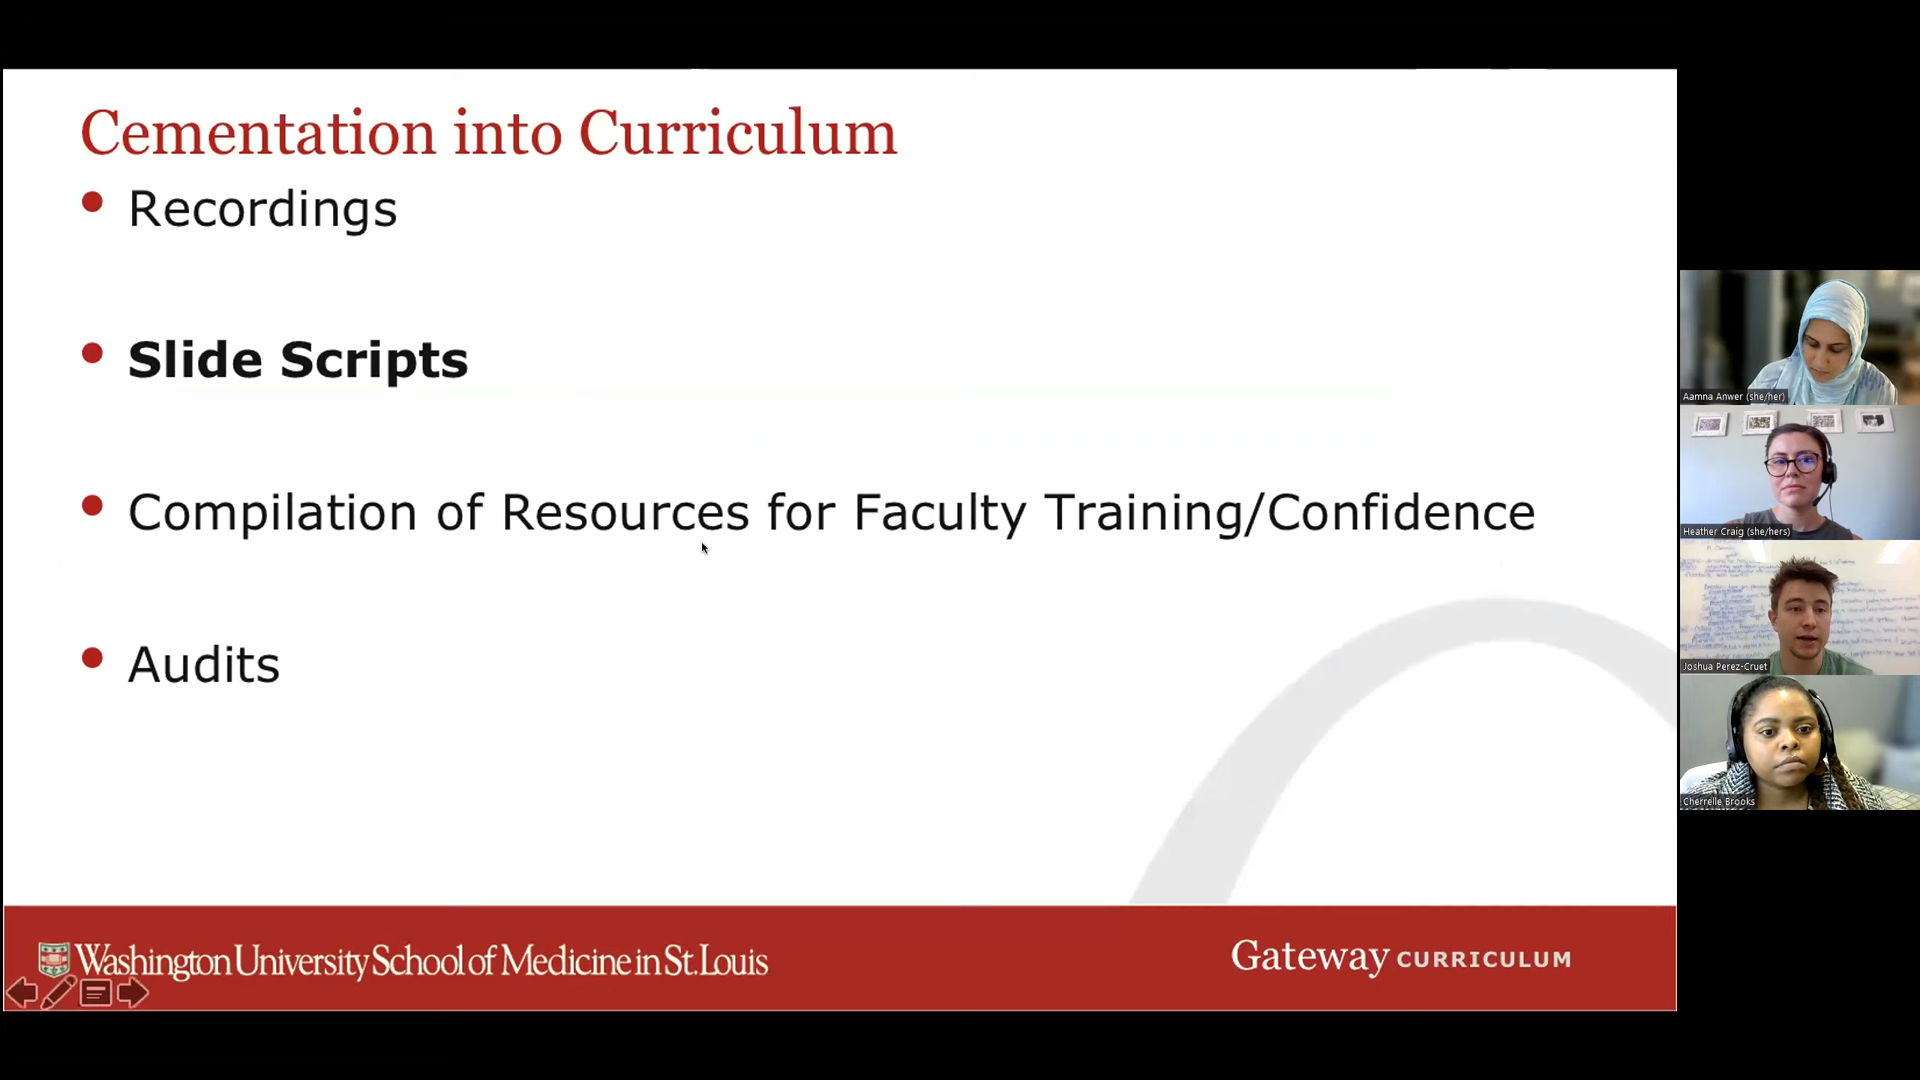 Cementation into Curriculum
Recordings
Slide Scripts
Compilation of Resources for Faculty Training/Confidence
Audits
Washington University School of Medicine in St. Louis
Gateway CURRICULUM
Aamna Anwer (she/her)
Heather Craig (she/hers)
Joshua Perez-Cruet
Cherrelle Brooks